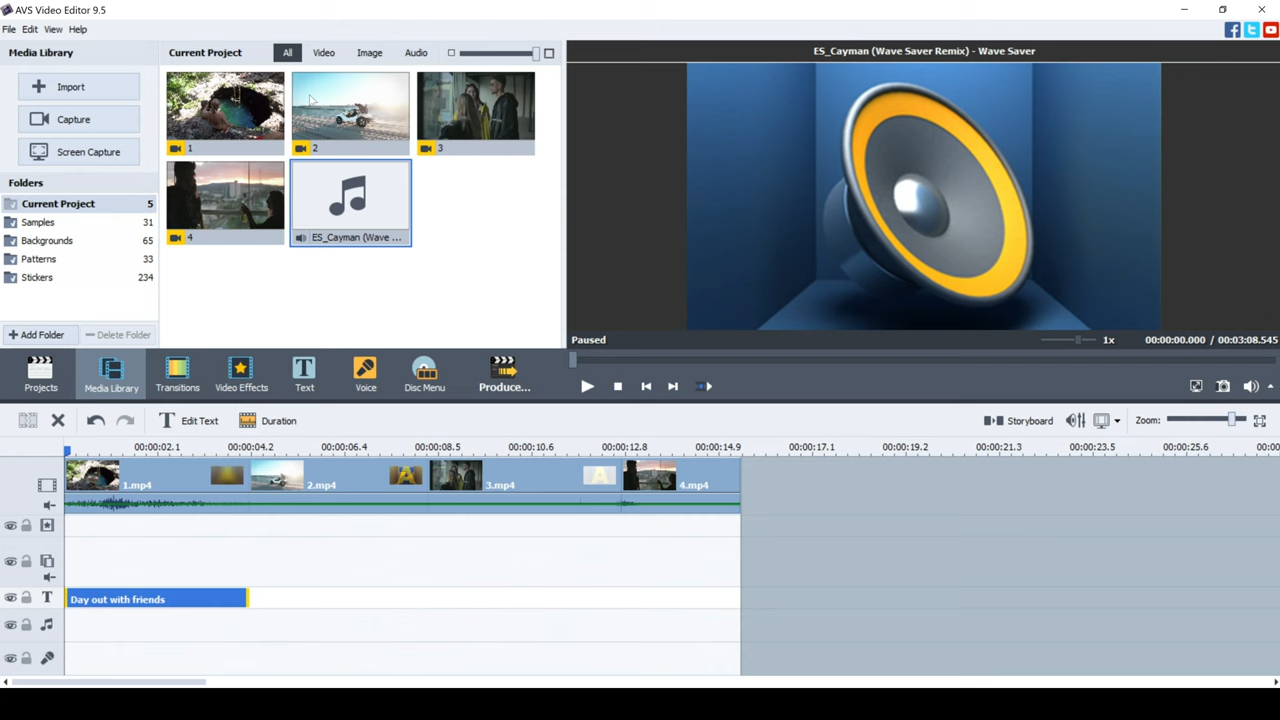 AVS Video Editor 9.5
File Edit View Help
Media Library
Current Project
All
Video
Image
Audio
ES_Cayman (Wave Saver Remix) - Wave Saver
Import
Capture
Screen Capture
1
2
3
4
ES_Cayman (Wave ...
Folders
Current Project 5
Samples 31
Backgrounds 65
Patterns 33
Stickers 234
Add Folder
Delete Folder
Paused
1x
00:00:00.000 / 00:03:08.545
Projects
Media Library
Transitions
Video Effects
Text
Voice
Disc Menu
Produce...
Edit Text
Duration
Storyboard
Zoom:
00:00:02.1 00:00:04.2 00:00:06.4 00:00:08.5 00:00:10.6 00:00:12.8 00:00:14.9 00:00:17.1 00:00:19.2 00:00:21.3 00:00:23.5 00:00:25.6
1.mp4
2.mp4
3.mp4
4.mp4
Day out with friends